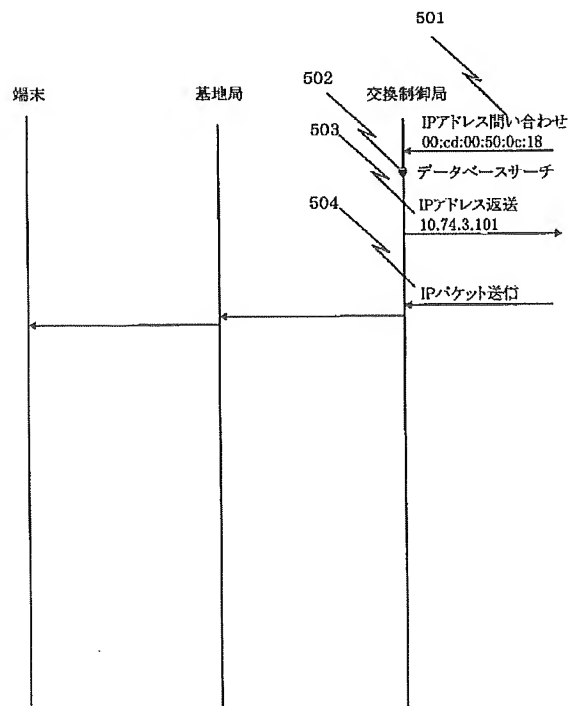 501
502
端末
基地局
交換制御局
503
IPアドレス問い合わせ
00:cd:00:50:0c:18
データベースサーチ
504
IPアドレス返送
10.74.3.101
IPパケット送信